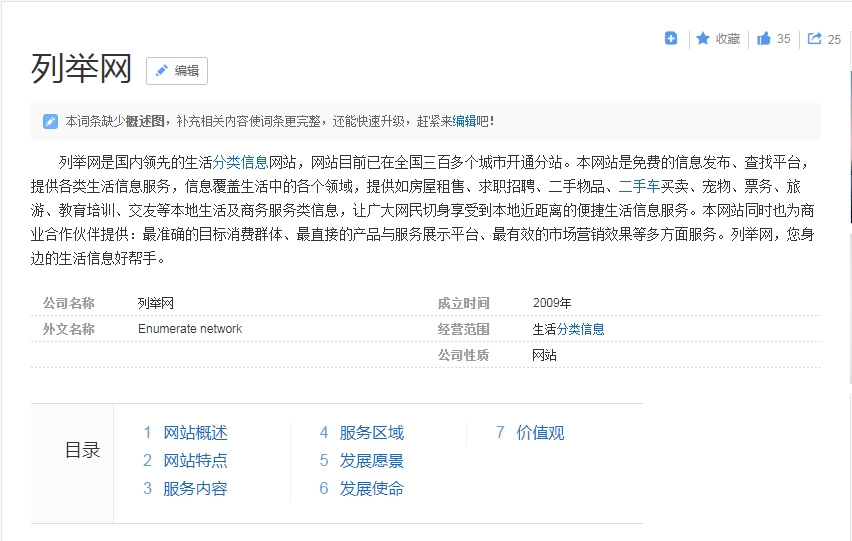 收藏 35 25
列举网 编辑
本词条缺少概述图，补充相关内容使词条更完整，还能快速升级，赶紧来编辑吧！
列举网是国内领先的生活分类信息网站，网站目前已在全国三百多个城市开通分站。本网站是免费的信息发布、查找平台，
提供各类生活信息服务，信息覆盖生活中的各个领域，提供如房屋租售、求职招聘、二手物品、二手车买卖、宠物、票务、旅
游、教育培训、交友等本地生活及商务服务类信息，让广大网民切身享受到本地近距离的便捷生活信息服务。本网站同时也为商
业合作伙伴提供：最准确的目标消费群体、最直接的产品与服务展示平台、最有效的市场营销效果等多方面服务。列举网，您身
边的生活信息好帮手。
公司名称 列举网 成立时间 2009年
外文名称 Enumerate network 经营范围 生活分类信息
公司性质 网站
目录
1 网站概述
2 网站特点
3 服务内容
4 服务区域
5 发展愿景
6 发展使命
7 价值观